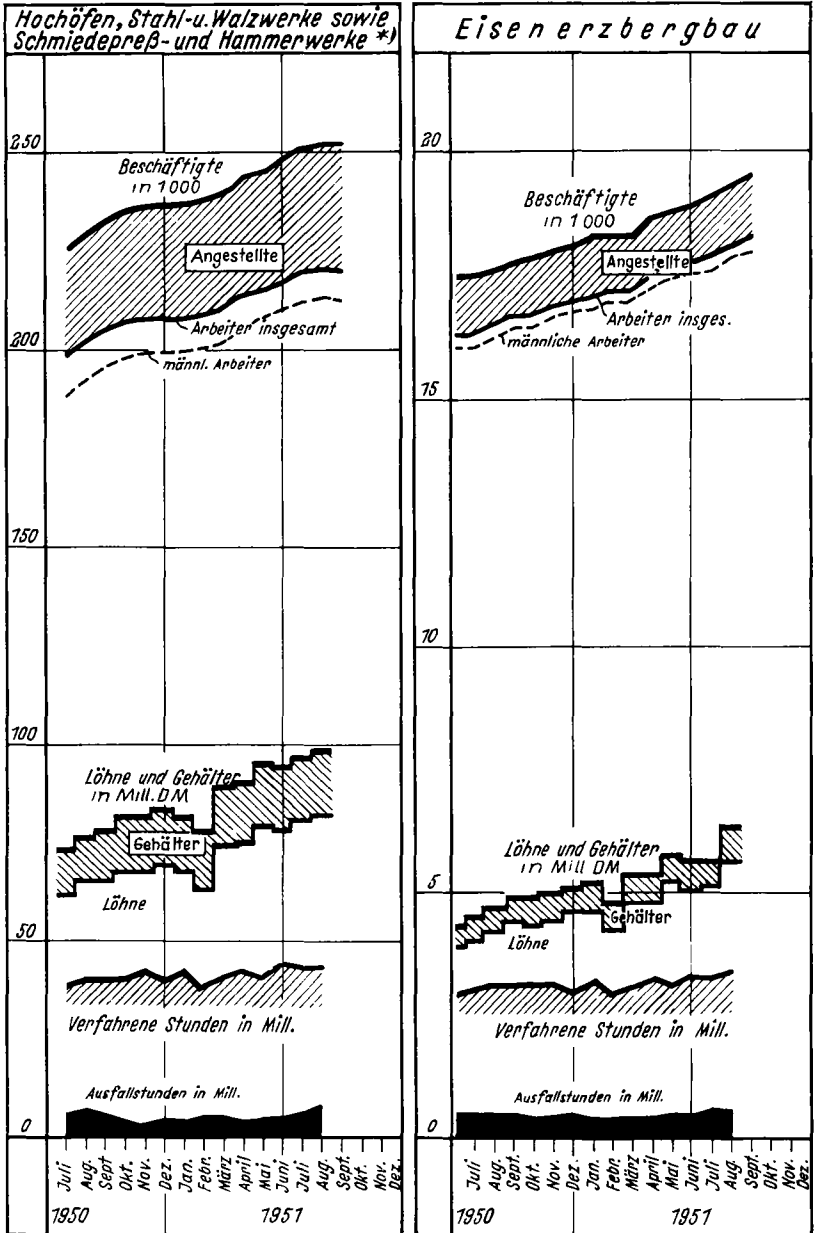 Hochöfen, Stahl-u. Walzwerke sowie
Schmiedepreß-und Hammerwerke *)
250
Beschäftigte
in 1000
Angestellte
Arbeiter insgesamt
200
männl. Arbeiter
150
100
Löhne und Gehälter
in Mill. DM
Gehälter
Löhne
50
Verfahrene Stunden in Mill.
Ausfallstunden in Mill.
0
Juli
Aug.
Sept
Okt.
Nov.
Dez.
Jan.
Febr.
März
April
Mai
Juni
Juli
Aug.
Sept.
Okt.
Nov.
Dez.
1950
1951
Eisenerzbergbau
20
Beschäftigte
in 1000
Angestellte
Arbeiter insges.
männliche Arbeiter
15
10
Löhne und Gehälter
in Mill DM
5
Gehälter
Löhne
Verfahrene Stunden in Mill.
Ausfallstunden in Mill.
0
Juli
Aug.
Sept.
Okt.
Nov.
Dez.
Jan.
Febr.
März
April
Mai
Juni
Juli
Aug
Sept
Okt.
Nov.
Dez.
1950
1951